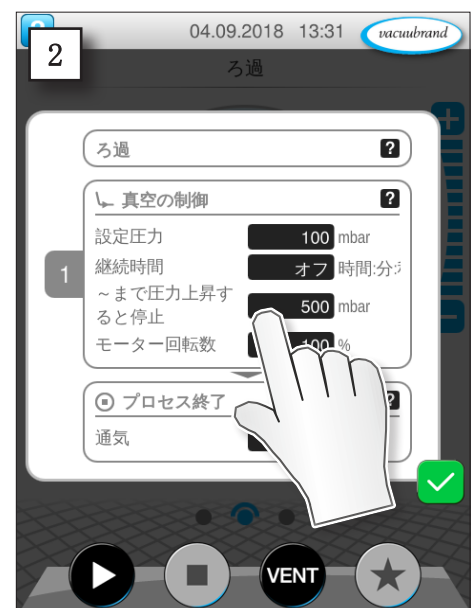 2
04.09.2018 13:31
vacuubrand
ろ過
ろ過 ?
真空の制御 ?
1
設定圧力 100 mbar
継続時間 オフ 時間:分:
~まで圧力上昇す
ると停止 500 mbar
モーター回転数 100 %
プロセス終了 ?
通気
VENT